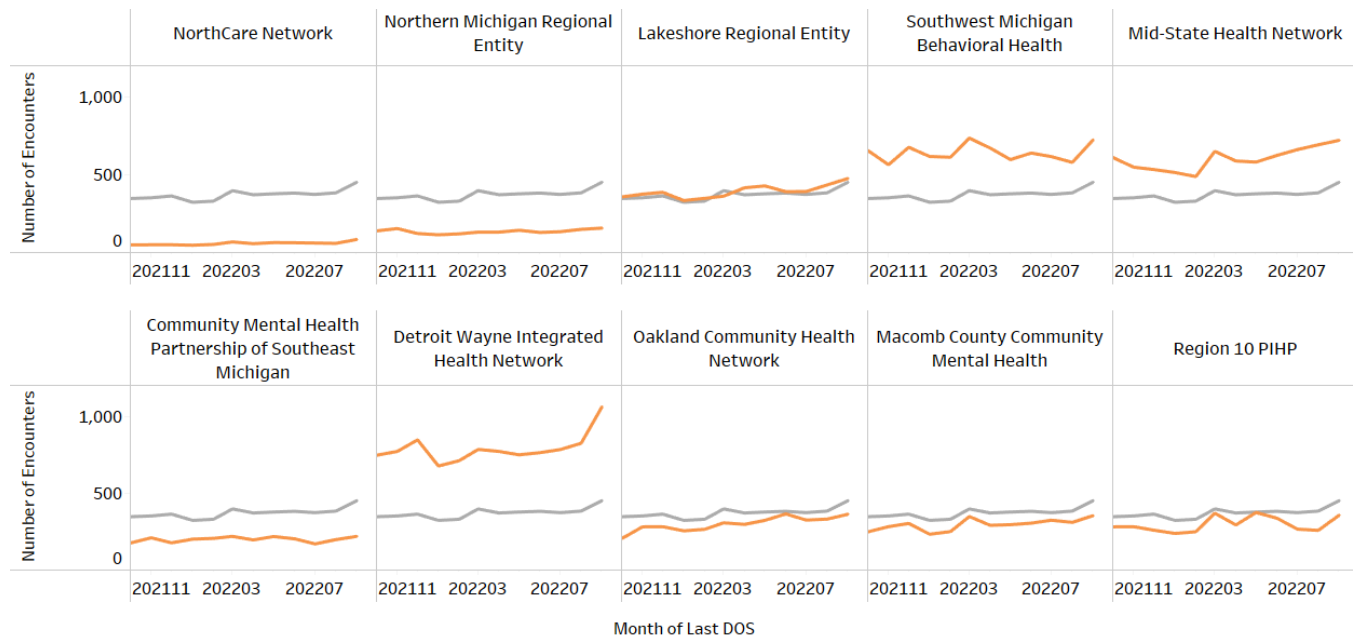 NorthCare Network
Northern Michigan Regional
Entity
Lakeshore Regional Entity
Southwest Michigan
Behavioral Health
Mid-State Health Network
Number of Encounters
1,000
500
0
202111 202203 202207
202111 202203 202207
202111 202203 202207
202111 202203 202207
202111 202203 202207
Community Mental Health
Partnership of Southeast
Michigan
Detroit Wayne Integrated
Health Network
Oakland Community Health
Network
Macomb County Community
Mental Health
Region 10 PIHP
Number of Encounters
1,000
500
0
202111 202203 202207
202111 202203 202207
202111 202203 202207
202111 202203 202207
202111 202203 202207
Month of Last DOS